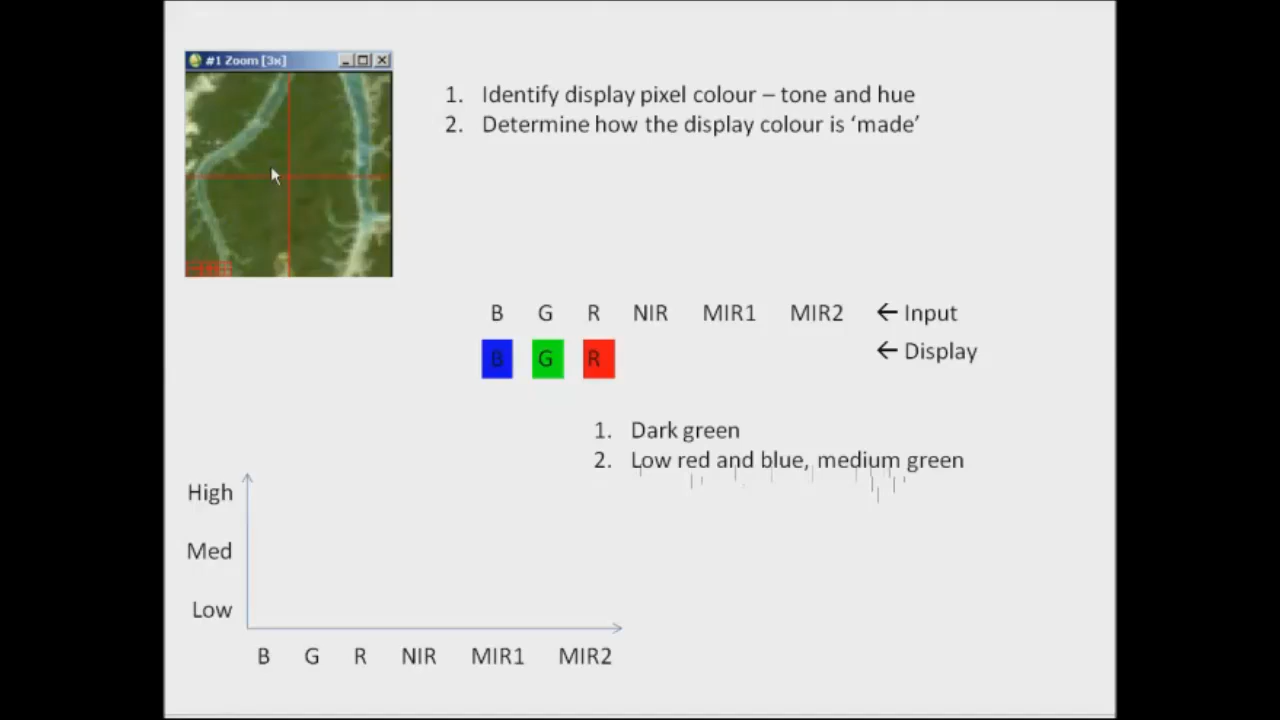 #1 Zoom [3x]
1. Identify display pixel colour – tone and hue
2. Determine how the display colour is ‘made’
B G R NIR MIR1 MIR2 ← Input
B G R ← Display
1. Dark green
2. Low red and blue, medium green
High
Med
Low
B G R NIR MIR1 MIR2